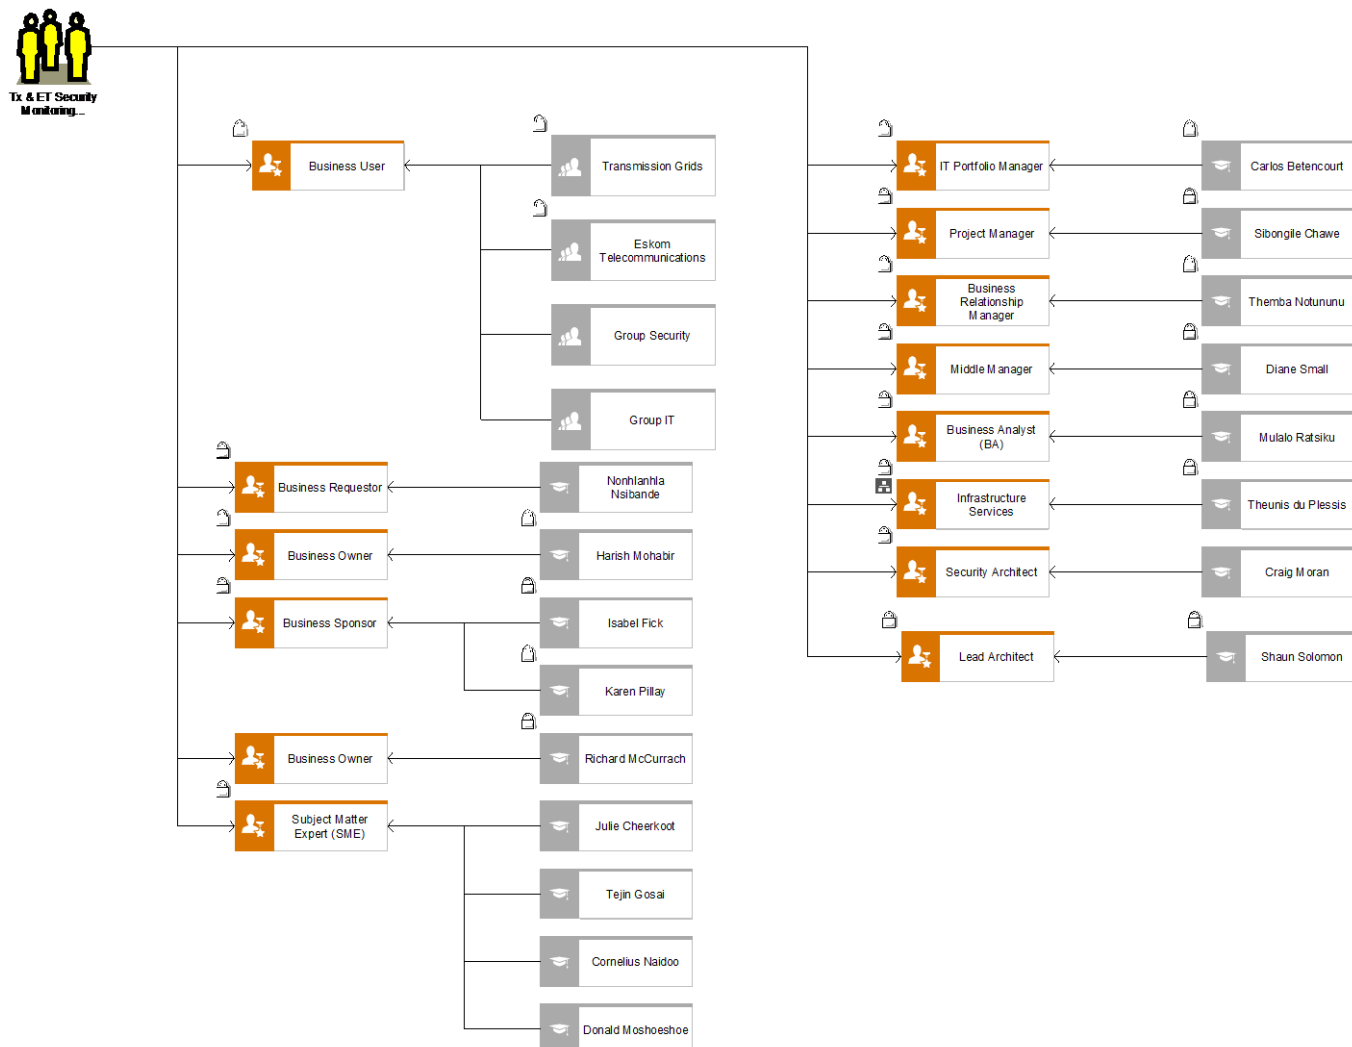 Tx & ET Security
Monitoring...
Business User
Transmission Grids
Eskom
Telecommunications
Group Security
Group IT
Business Requestor
Nonhlanhla
Nsibande
Business Owner
Harish Mohabir
Business Sponsor
Isabel Fick
Karen Pillay
Business Owner
Richard McCurrach
Subject Matter
Expert (SME)
Julie Cheerkoot
Tejin Gosai
Cornelius Naidoo
Donald Moshoeshoe
IT Portfolio Manager
Carlos Betencourt
Project Manager
Sibongile Chawe
Business
Relationship
Manager
Themba Notununu
Middle Manager
Diane Small
Business Analyst
(BA)
Mulalo Ratsiku
Infrastructure
Services
Theunis du Plessis
Security Architect
Craig Moran
Lead Architect
Shaun Solomon